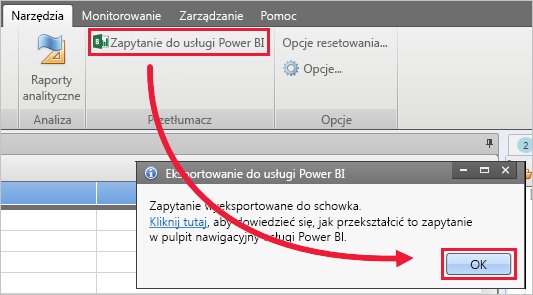 Narzędzia Monitorowanie Zarządzanie Pomoc
Zapytanie do usługi Power BI
Opcje resetowania...
Opcje...
Raporty
analityczne
Analiza Przetłumacz Opcje
2
Eksportowanie do usługi Power BI
Zapytanie wyeksportowane do schowka.
Kliknij tutaj, aby dowiedzieć się, jak przekształcić to zapytanie
w pulpit nawigacyjny usługi Power BI.
OK